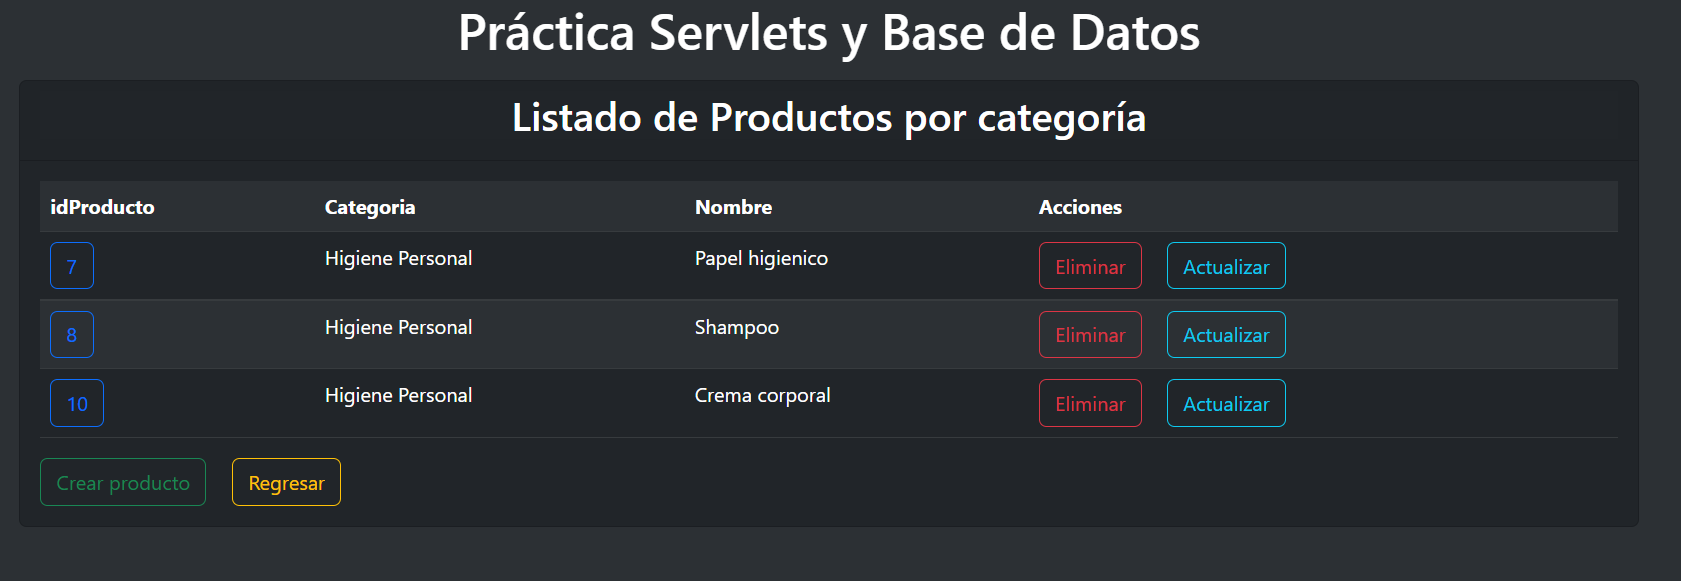 Práctica Servlets y Base de Datos
Listado de Productos por categoría
idProducto Categoria Nombre Acciones
7 Higiene Personal Papel higienico Eliminar Actualizar
8 Higiene Personal Shampoo Eliminar Actualizar
10 Higiene Personal Crema corporal Eliminar Actualizar
Crear producto Regresar